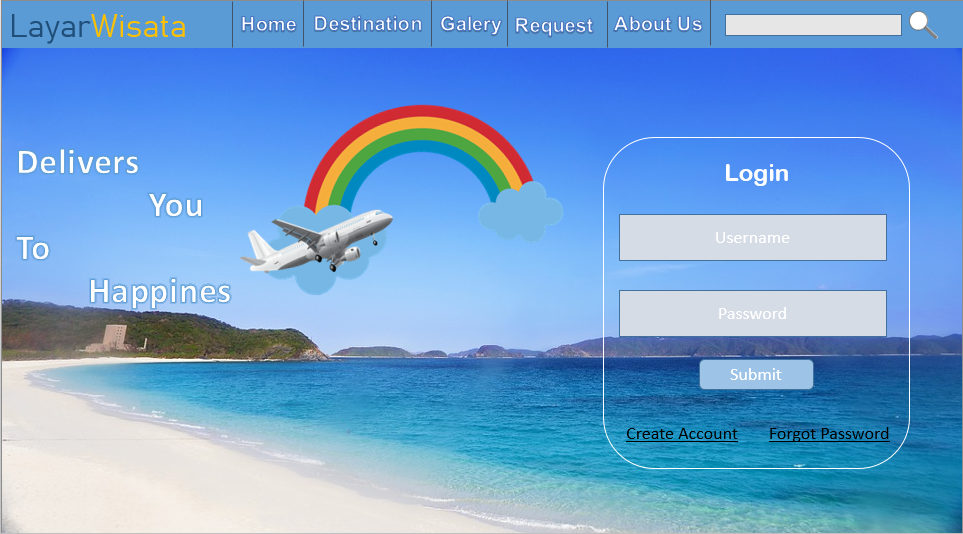 LayarWisata
Home
Destination
Galery
Request
About Us
Delivers
You
To
Happines
Login
Username
Password
Submit
Create Account
Forgot Password